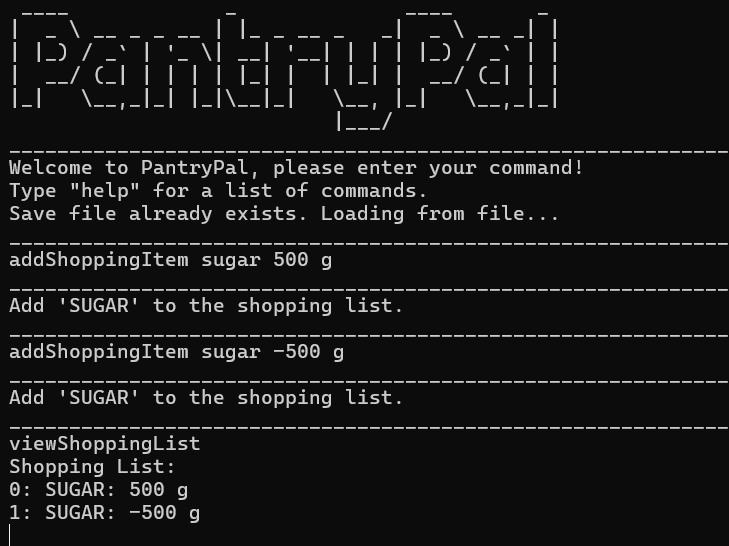 PantryPal
Welcome to PantryPal, please enter your command!
Type "help" for a list of commands.
Save file already exists. Loading from file...
addShoppingItem sugar 500 g
Add 'SUGAR' to the shopping list.
addShoppingItem sugar -500 g
Add 'SUGAR' to the shopping list.
viewShoppingList
Shopping List:
0: SUGAR: 500 g
1: SUGAR: -500 g